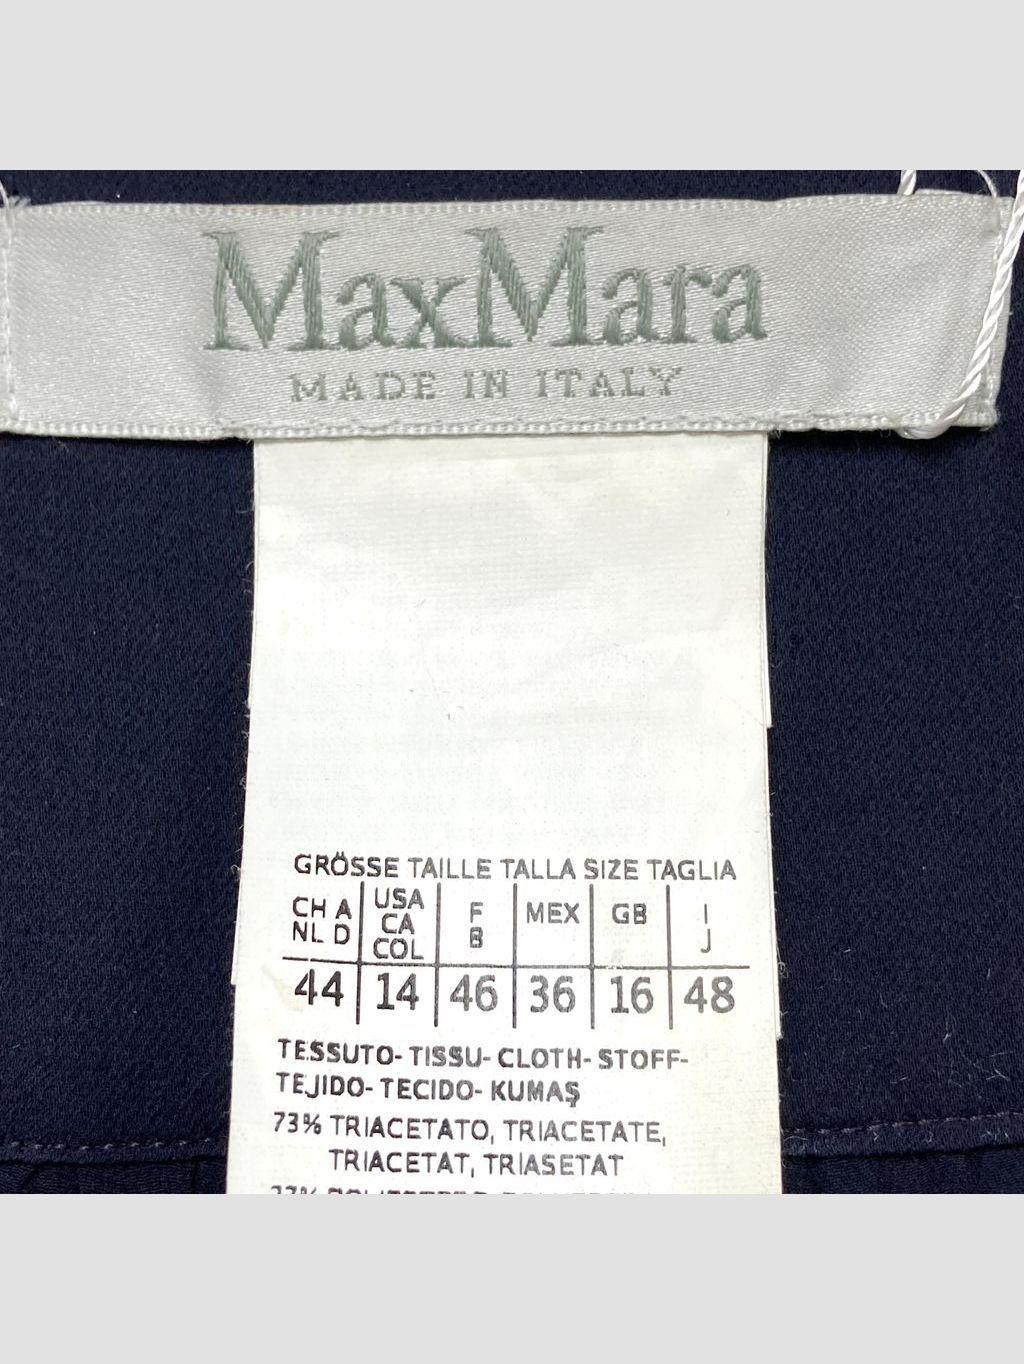 MaxMara
MADE IN ITALY
GRÖSSE TAILLE TALLA SIZE TAGLIA
CH A NL D USA CA COL F B MEX GB I J
44 14 46 36 16 48
TESSUTO- TISSU- CLOTH- STOFF-
TEJIDO- TECIDO- KUMAŞ
73% TRIACETATO, TRIACETATE,
TRIACETAT, TRIASETAT